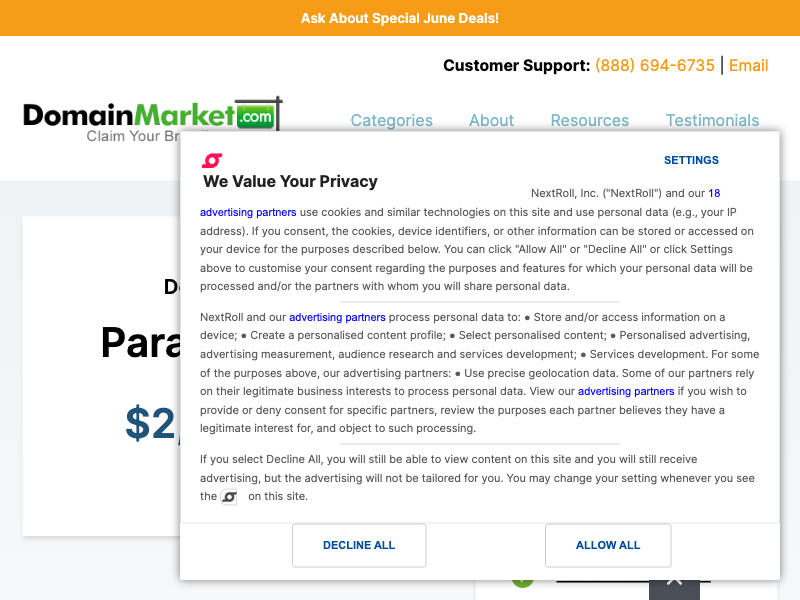 Ask About Special June Deals!
Customer Support: (888) 694-6735 | Email
DomainMarket.com
Claim Your
Categories About Resources Testimonials
SETTINGS
We Value Your Privacy
NextRoll, Inc. ("NextRoll") and our 18
advertising partners use cookies and similar technologies on this site and use personal data (e.g., your IP
address). If you consent, the cookies, device identifiers, or other information can be stored or accessed on
your device for the purposes described below. You can click "Allow All" or "Decline All" or click Settings
above to customise your consent regarding the purposes and features for which your personal data will be
processed and/or the partners with whom you will share personal data.
NextRoll and our advertising partners process personal data to: ● Store and/or access information on a
device; ● Create a personalised content profile; ● Select personalised content; ● Personalised advertising,
advertising measurement, audience research and services development; ● Services development. For some
of the purposes above, our advertising partners: ● Use precise geolocation data. Some of our partners rely
on their legitimate business interests to process personal data. View our advertising partners if you wish to
provide or deny consent for specific partners, review the purposes each partner believes they have a
legitimate interest for, and object to such processing.
If you select Decline All, you will still be able to view content on this site and you will still receive
advertising, but the advertising will not be tailored for you. You may change your setting whenever you see
the on this site.
DECLINE ALL ALLOW ALL
Para
$2,